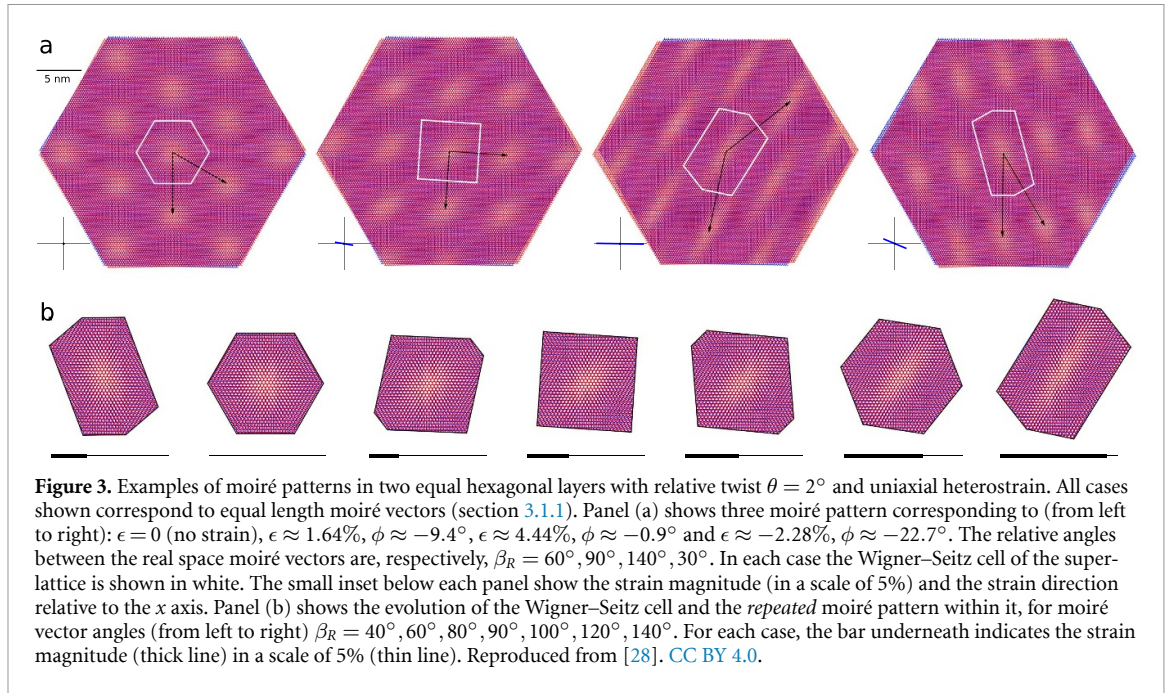 a
5 nm
b
Figure 3. Examples of moiré patterns in two equal hexagonal layers with relative twist θ = 2° and uniaxial heterostrain. All cases
shown correspond to equal length moiré vectors (section 3.1.1). Panel (a) shows three moiré pattern corresponding to (from left
to right): ϵ = 0 (no strain), ϵ ≈ 1.64%, ϕ ≈ −9.4°, ϵ ≈ 4.44%, ϕ ≈ −0.9° and ϵ ≈ −2.28%, ϕ ≈ −22.7°. The relative angles
between the real space moiré vectors are, respectively, β_R = 60°, 90°, 140°, 30°. In each case the Wigner–Seitz cell of the super-
lattice is shown in white. The small inset below each panel show the strain magnitude (in a scale of 5%) and the strain direction
relative to the x axis. Panel (b) shows the evolution of the Wigner–Seitz cell and the repeated moiré pattern within it, for moiré
vector angles (from left to right) β_R = 40°, 60°, 80°, 90°, 100°, 120°, 140°. For each case, the bar underneath indicates the strain
magnitude (thick line) in a scale of 5% (thin line). Reproduced from [28]. CC BY 4.0.